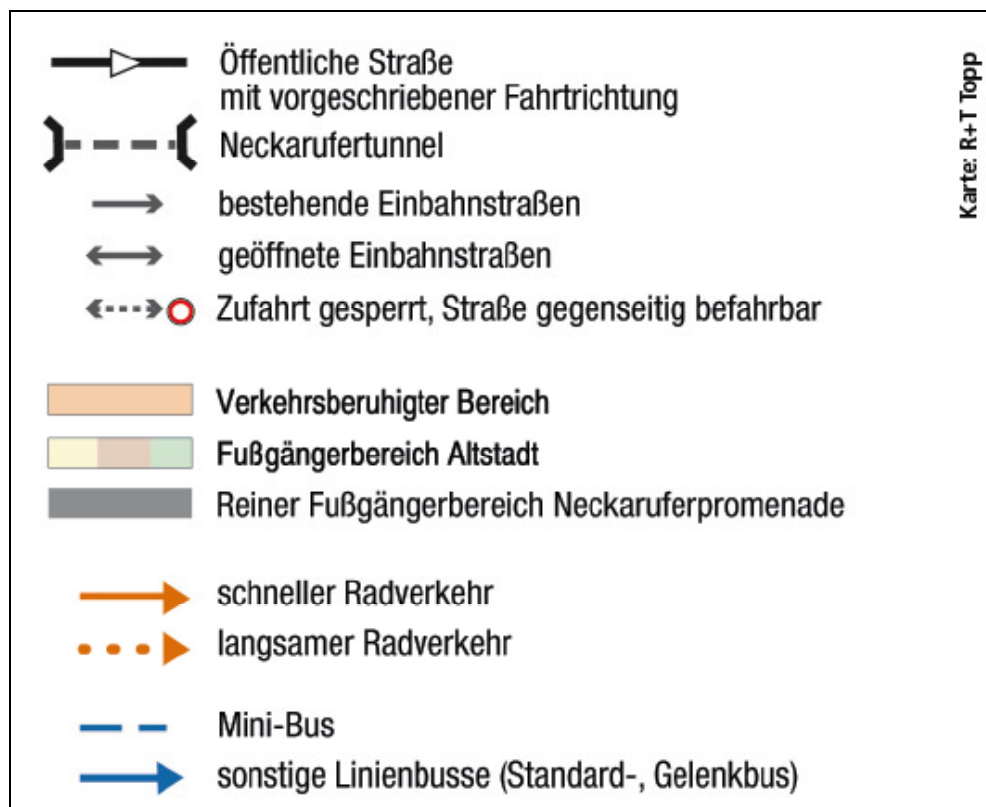 Öffentliche Straße
mit vorgeschriebener Fahrtrichtung
Neckarufertunnel
bestehende Einbahnstraßen
geöffnete Einbahnstraßen
Zufahrt gesperrt, Straße gegenseitig befahrbar
Verkehrsberuhigter Bereich
Fußgängerbereich Altstadt
Reiner Fußgängerbereich Neckaruferpromenade
schneller Radverkehr
langsamer Radverkehr
Mini-Bus
sonstige Linienbusse (Standard-, Gelenkbus)
Karte: R+T Topp